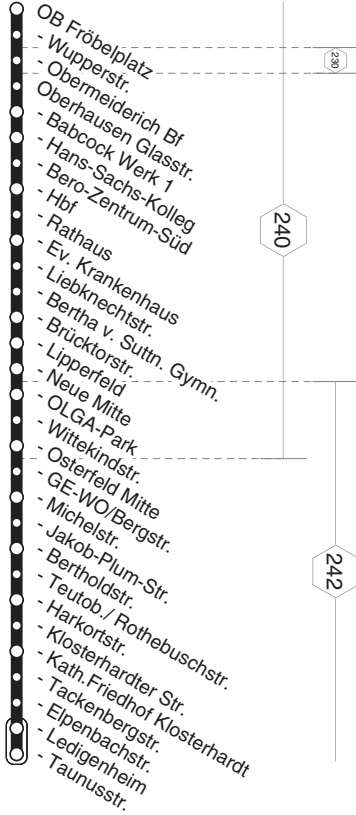 OB Fröbelplatz
- Wupperstr.
- Obermeiderich Bf
Oberhausen Glasstr.
- Babcock Werk 1
- Hans-Sachs-Kolleg
- Bero-Zentrum-Süd
- Hbf
- Rathaus
- Ev. Krankenhaus
- Liebknechtstr.
- Bertha v. Suttn. Gymn.
- Brücktorstr.
- Lipperfeld
- Neue Mitte
- OLGA-Park
- Wittekindstr.
- Osterfeld Mitte
- GE-WO/Bergstr.
- Michelstr.
- Jakob-Plum-Str.
- Bertholdstr.
- Teutob./ Rothebuschstr.
- Harkortstr.
- Klosterhardter Str.
- Kath.Friedhof Klosterhardt
- Tackenbergstr.
- Elpenbachstr.
- Ledigenheim
- Taunusstr.
230
240
242